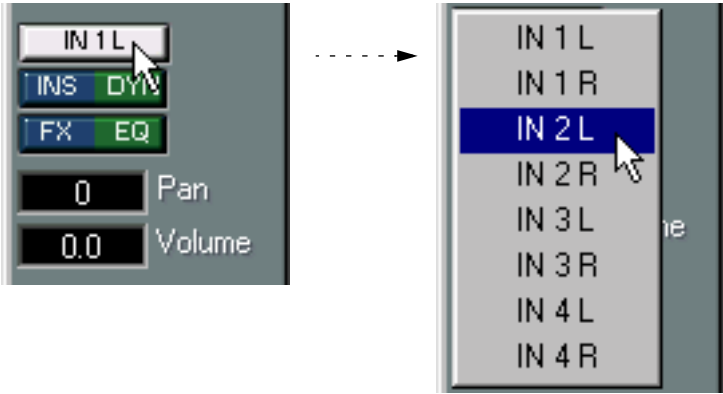 IN 1 L
INS DYN
FX EQ
0 Pan
0.0 Volume
IN 1 L
IN 1 R
IN 2 L
IN 2 R
IN 3 L
IN 3 R
IN 4 L
IN 4 R